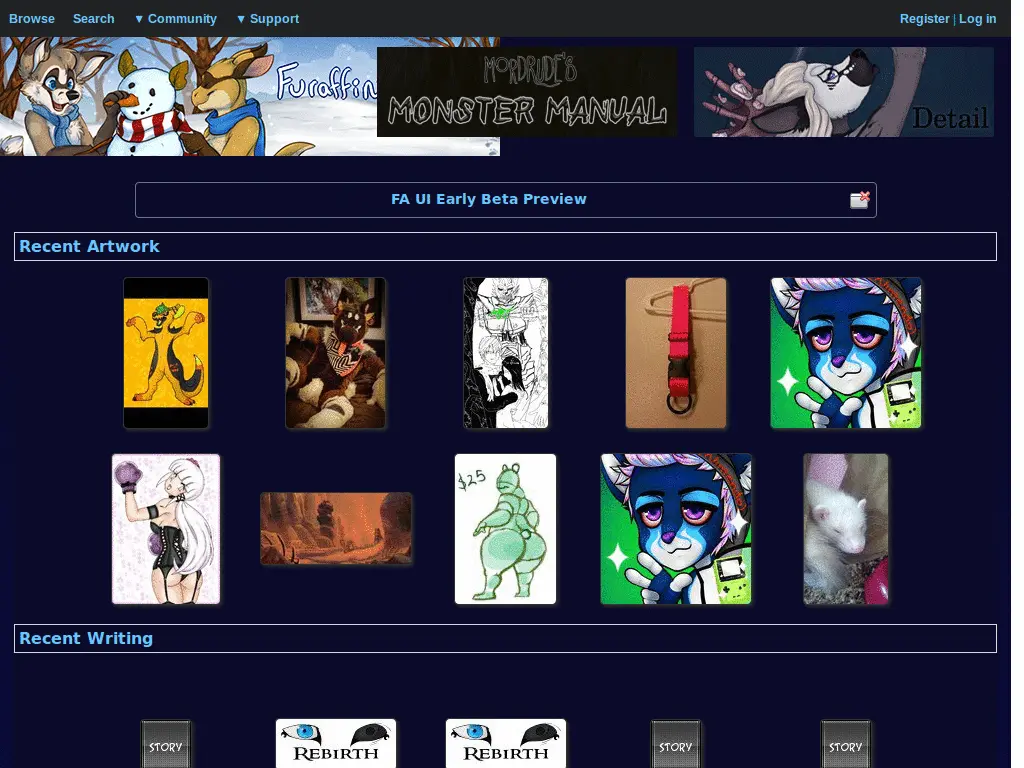 Browse Search ▼ Community ▼ Support Register | Log in
Furaffin
MORDRUDE'S
MONSTER MANUAL
Detail
FA UI Early Beta Preview
Recent Artwork
$25
Recent Writing
STORY
REBIRTH
REBIRTH
STORY
STORY